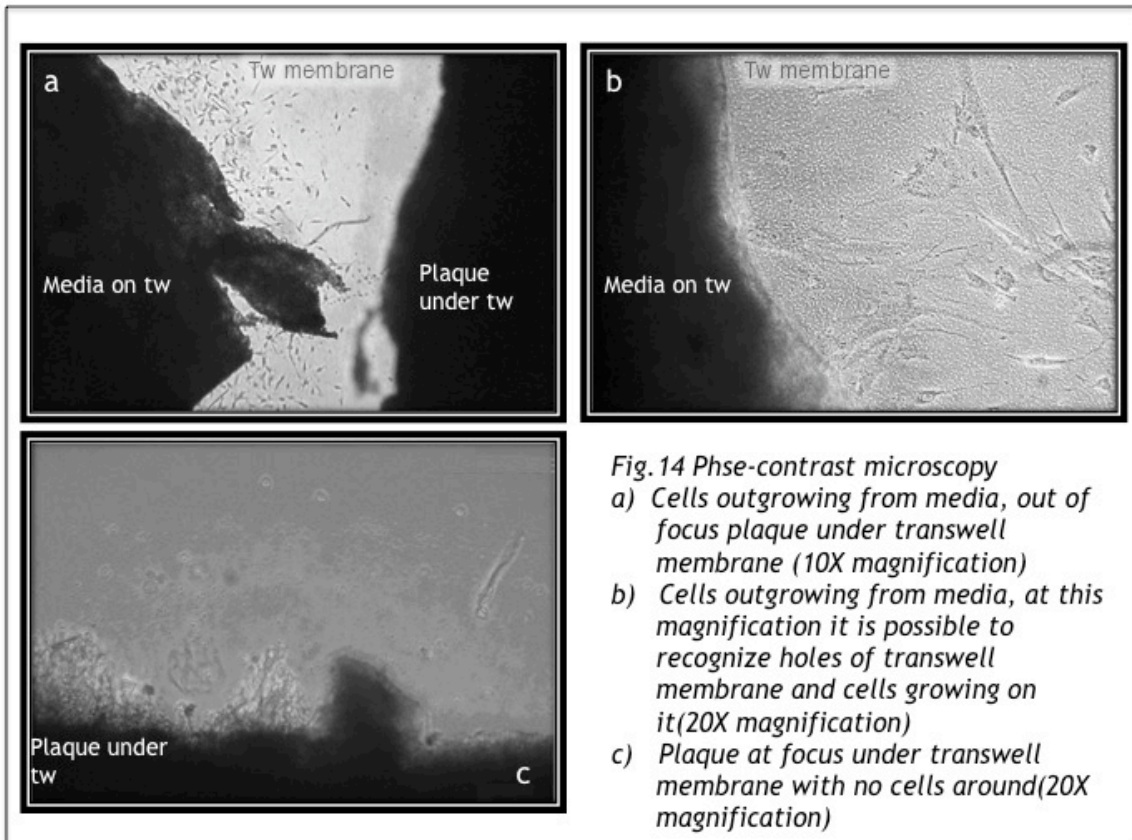 a
Tw membrane
Media on tw
Plaque
under tw
b
Tw membrane
Media on tw
Plaque under
tw
c
Fig.14 Phse-contrast microscopy
a) Cells outgrowing from media, out of
focus plaque under transwell
membrane (10X magnification)
b) Cells outgrowing from media, at this
magnification it is possible to
recognize holes of transwell
membrane and cells growing on
it(20X magnification)
c) Plaque at focus under transwell
membrane with no cells around(20X
magnification)